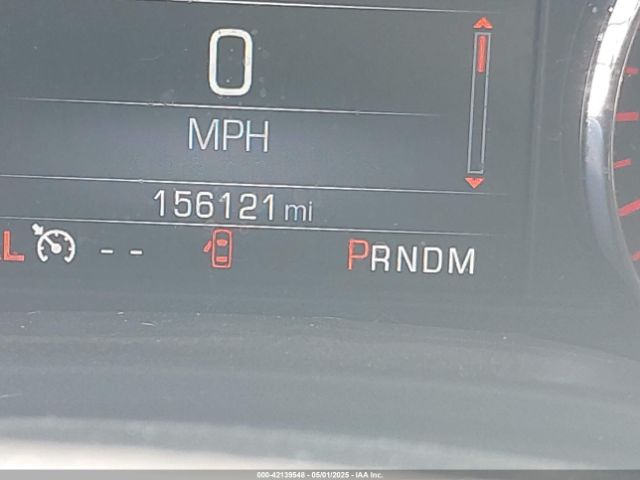 0
MPH
156121 mi
L -- PRNDM
000-42139548 - 05/01/2025 - IAA Inc.